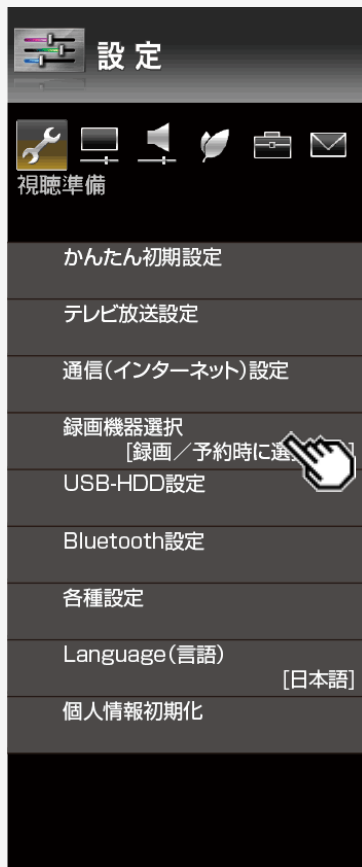 設定
視聴準備
かんたん初期設定
テレビ放送設定
通信(インターネット)設定
録画機器選択
[録画／予約時に選
USB-HDD設定
Bluetooth設定
各種設定
Language(言語)
[日本語]
個人情報初期化